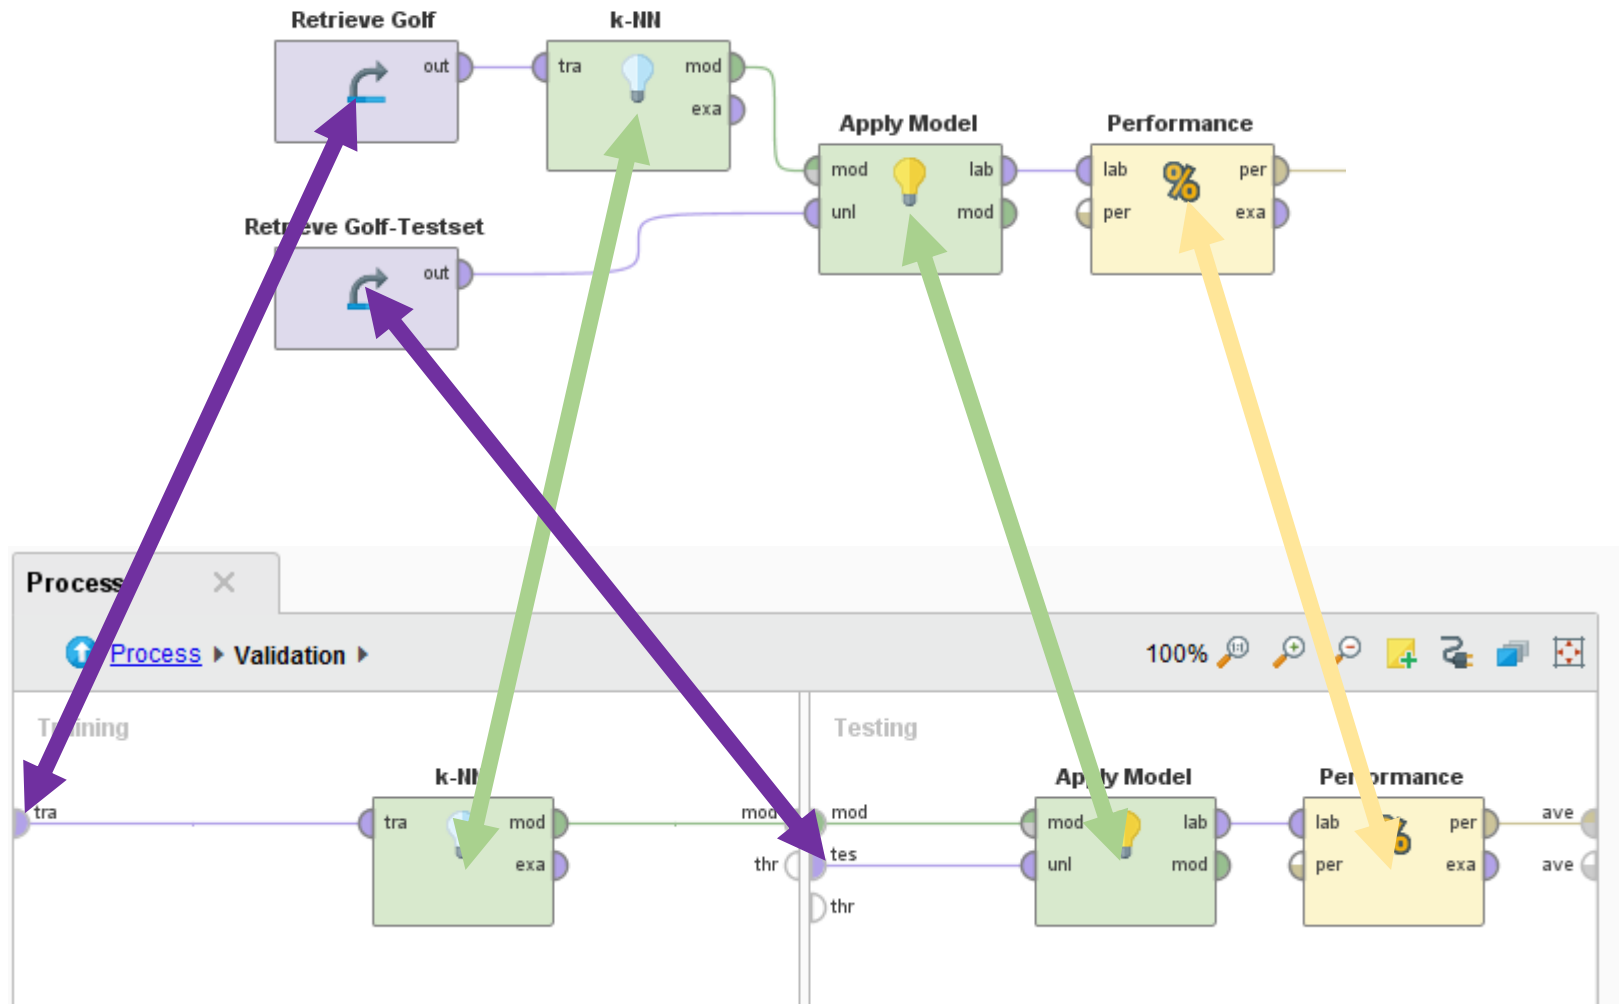 Retrieve Golf
k-NN
out
tra
mod
exa
Apply Model
Performance
mod
lab
lab
per
unl
mod
per
exa
Retrieve Golf-Testset
out
Process
Process
Validation
100%
Training
Testing
k-NN
Apply Model
Performance
tra
tra
mod
mod
mod
mod
lab
lab
per
ave
exa
thr
tes
unl
mod
per
exa
ave
thr